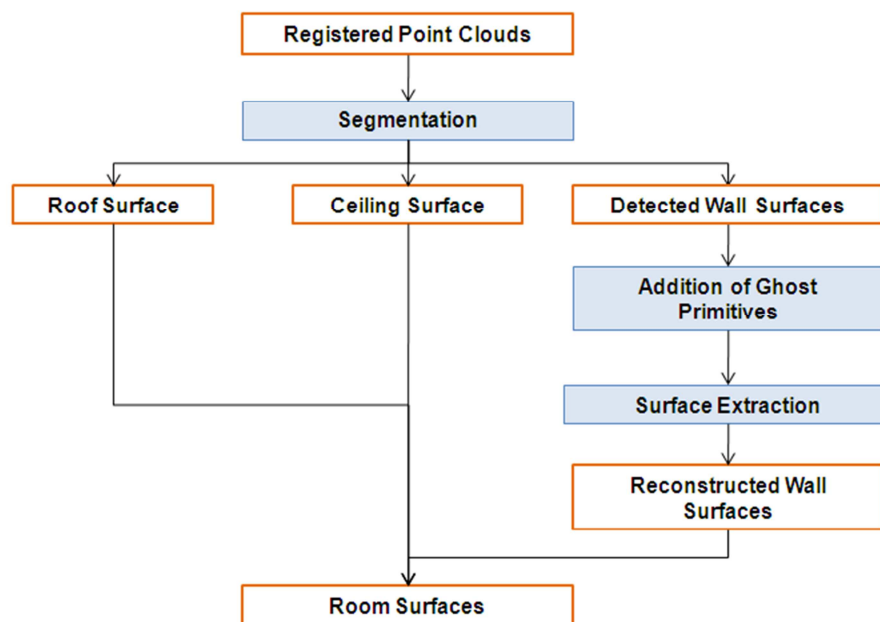 Registered Point Clouds
Segmentation
Roof Surface
Ceiling Surface
Detected Wall Surfaces
Addition of Ghost
Primitives
Surface Extraction
Reconstructed Wall
Surfaces
Room Surfaces